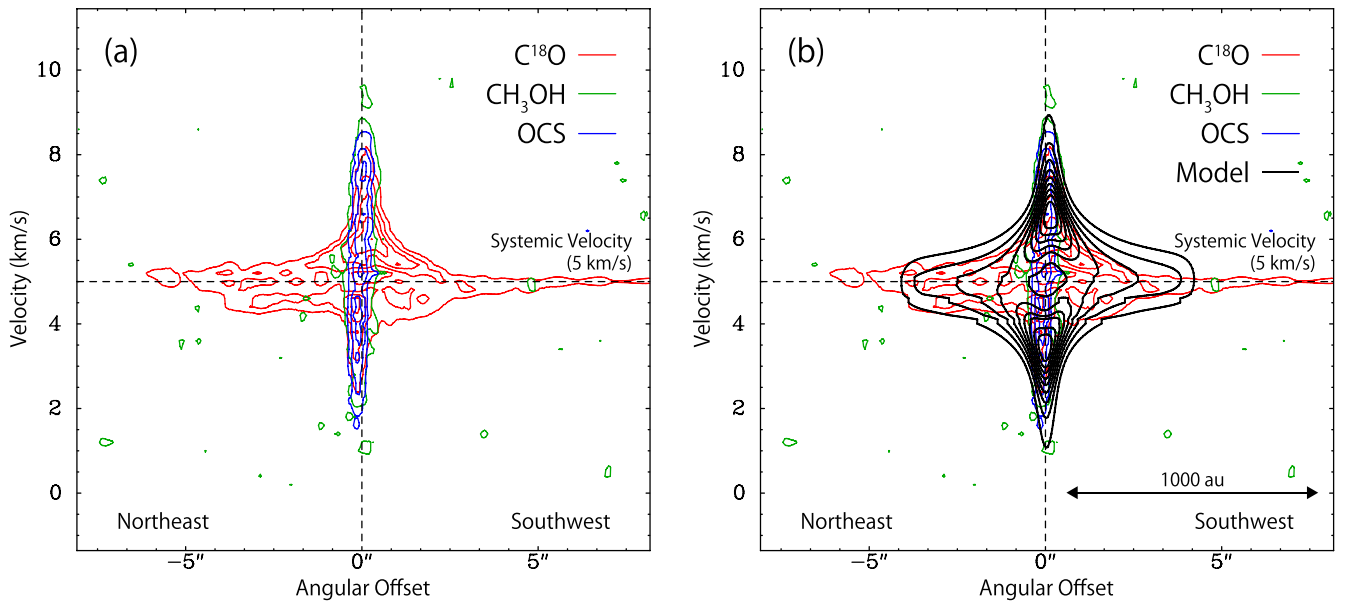 (a)
C¹⁸O
CH₃OH
OCS
Systemic Velocity
(5 km/s)
Northeast
Southwest
10
8
6
4
2
0
Velocity (km/s)
−5″
0″
5″
Angular Offset
(b)
C¹⁸O
CH₃OH
OCS
Model
Systemic Velocity
(5 km/s)
1000 au
Northeast
Southwest
10
8
6
4
2
0
Velocity (km/s)
−5″
0″
5″
Angular Offset